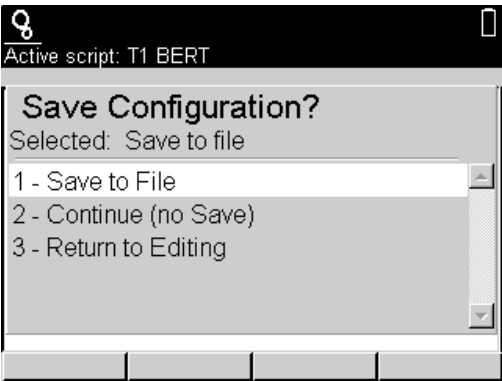 Active script: T1 BERT
Save Configuration?
Selected: Save to file
1 - Save to File
2 - Continue (no Save)
3 - Return to Editing